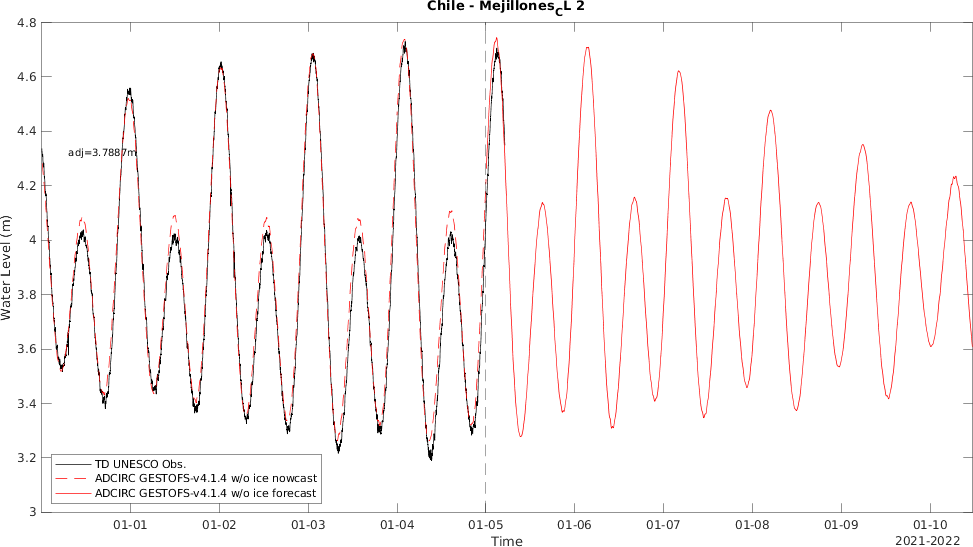 Chile - Mejillones_CL 2
4.8
4.6
4.4
adj=3.7887m
4.2
4
3.8
3.6
3.4
3.2
3
Water Level (m)
TD UNESCO Obs.
ADCIRC GESTOFS-v4.1.4 w/o ice nowcast
ADCIRC GESTOFS-v4.1.4 w/o ice forecast
01-01 01-02 01-03 01-04 01-05 01-06 01-07 01-08 01-09 01-10
Time
2021-2022